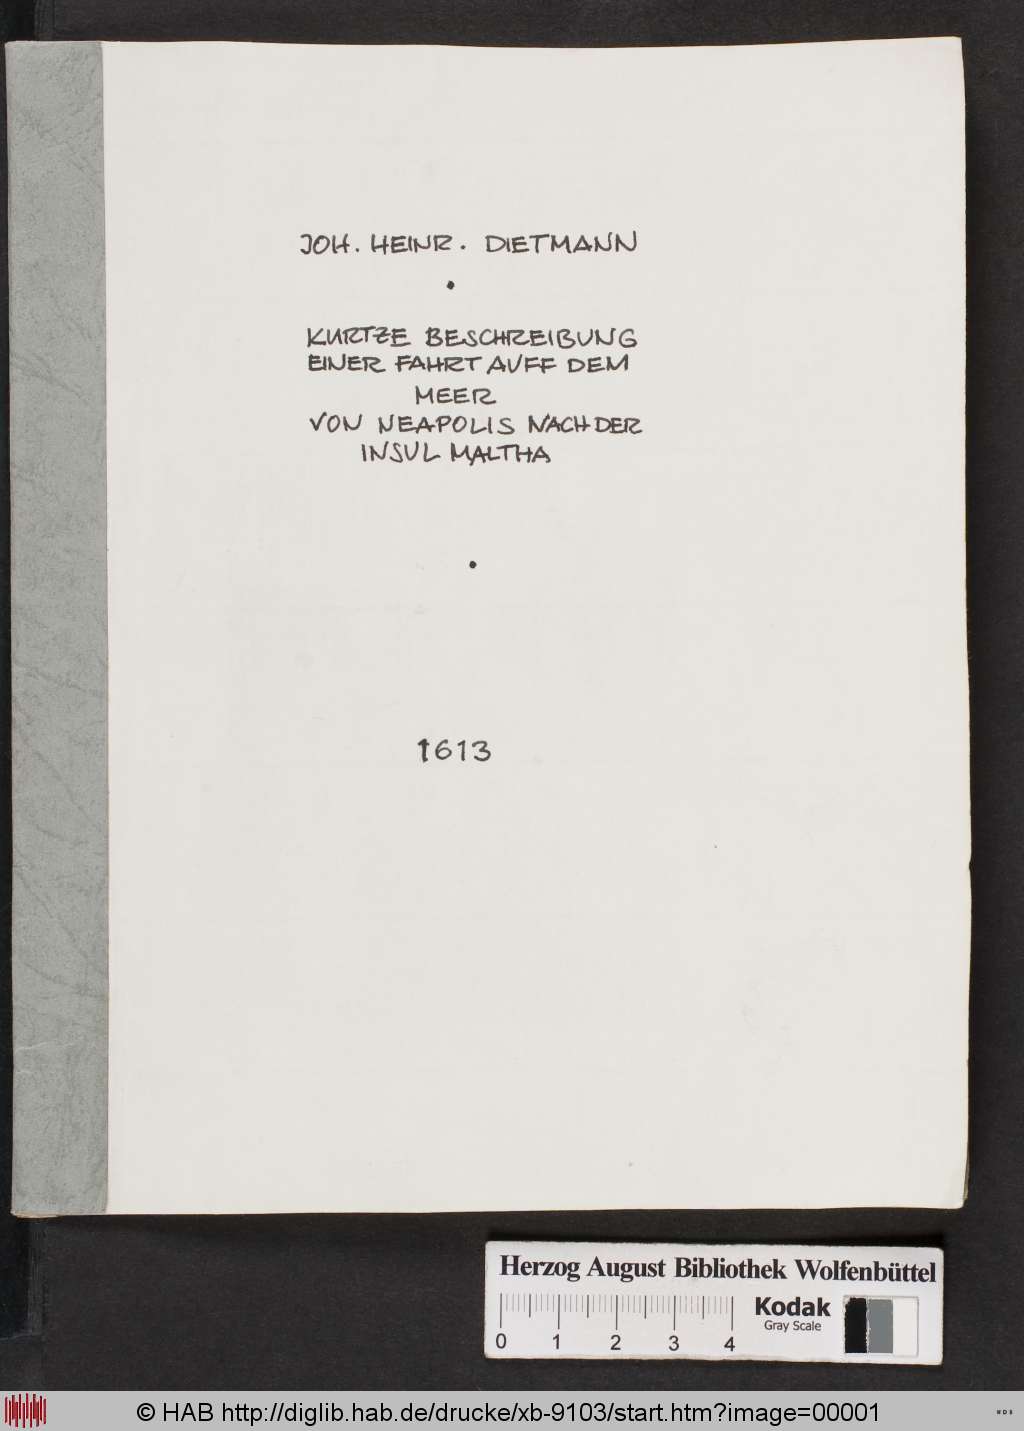 JOH. HEINR. DIETMANN
KURTZE BESCHREIBUNG
EINER FAHRT AUFF DEM
MEER
VON NEAPOLIS NACH DER
INSUL MALTHA
1613
Herzog August Bibliothek Wolfenbüttel
Kodak
Gray Scale
0 1 2 3 4
© HAB http://diglib.hab.de/drucke/xb-9103/start.htm?image=00001
WDB